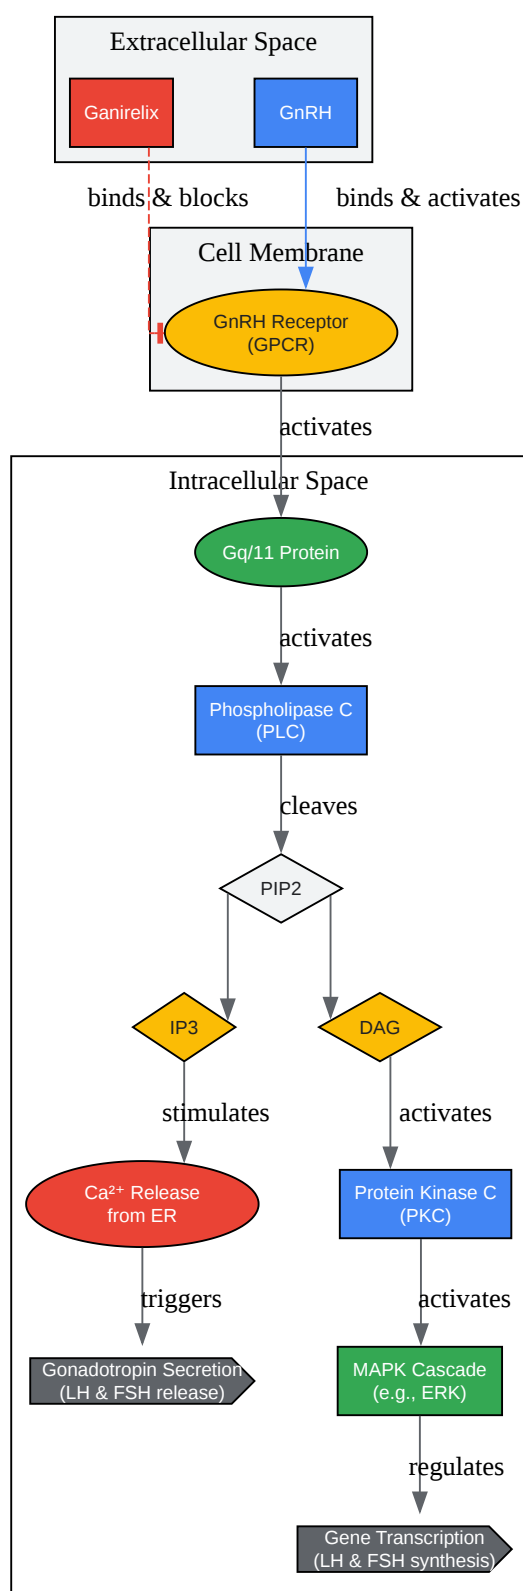 Extracellular Space
Ganirelix
GnRH
binds & blocks
binds & activates
Cell Membrane
GnRH Receptor
(GPCR)
activates
Intracellular Space
Gq/11 Protein
activates
Phospholipase C
(PLC)
cleaves
PIP2
IP3
DAG
stimulates
activates
Ca²⁺ Release
from ER
Protein Kinase C
(PKC)
triggers
activates
Gonadotropin Secretion
(LH & FSH release)
MAPK Cascade
(e.g., ERK)
regulates
Gene Transcription
(LH & FSH synthesis)